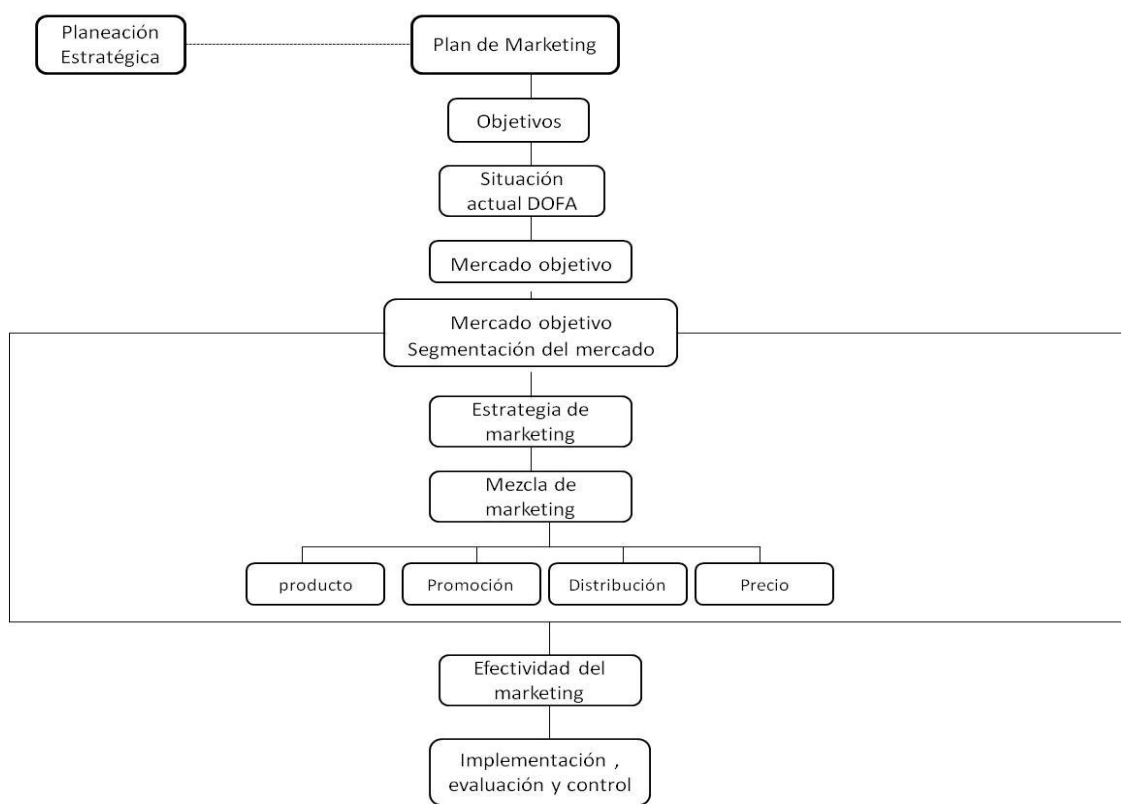 Planeación
Estratégica
Plan de Marketing
Objetivos
Situación
actual DOFA
Mercado objetivo
Mercado objetivo
Segmentación del mercado
Estrategia de
marketing
Mezcla de
marketing
producto
Promoción
Distribución
Precio
Efectividad del
marketing
Implementación ,
evaluación y control